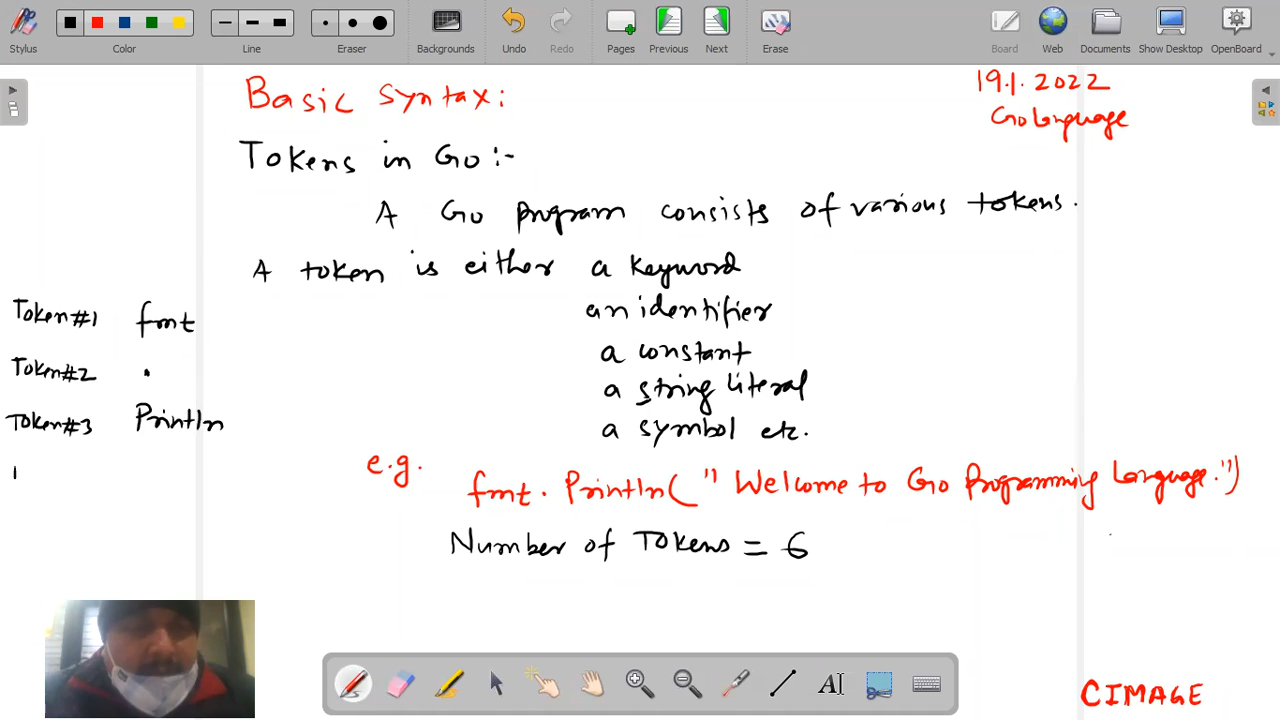 Stylus Color Line Eraser Backgrounds Undo Redo Pages Previous Next Erase Board Web Documents Show Desktop OpenBoard
19.1.2022
Go Language
Basic Syntax:
Tokens in Go :-
A Go program consists of various tokens.
A token is either a keyword
an identifier
a constant
a string literal
a symbol etc.
Token#1 fmt
Token#2 .
Token#3 Println
e.g.
fmt. Println( " Welcome to Go Programming Language.")
Number of Tokens = 6
CIMAGE